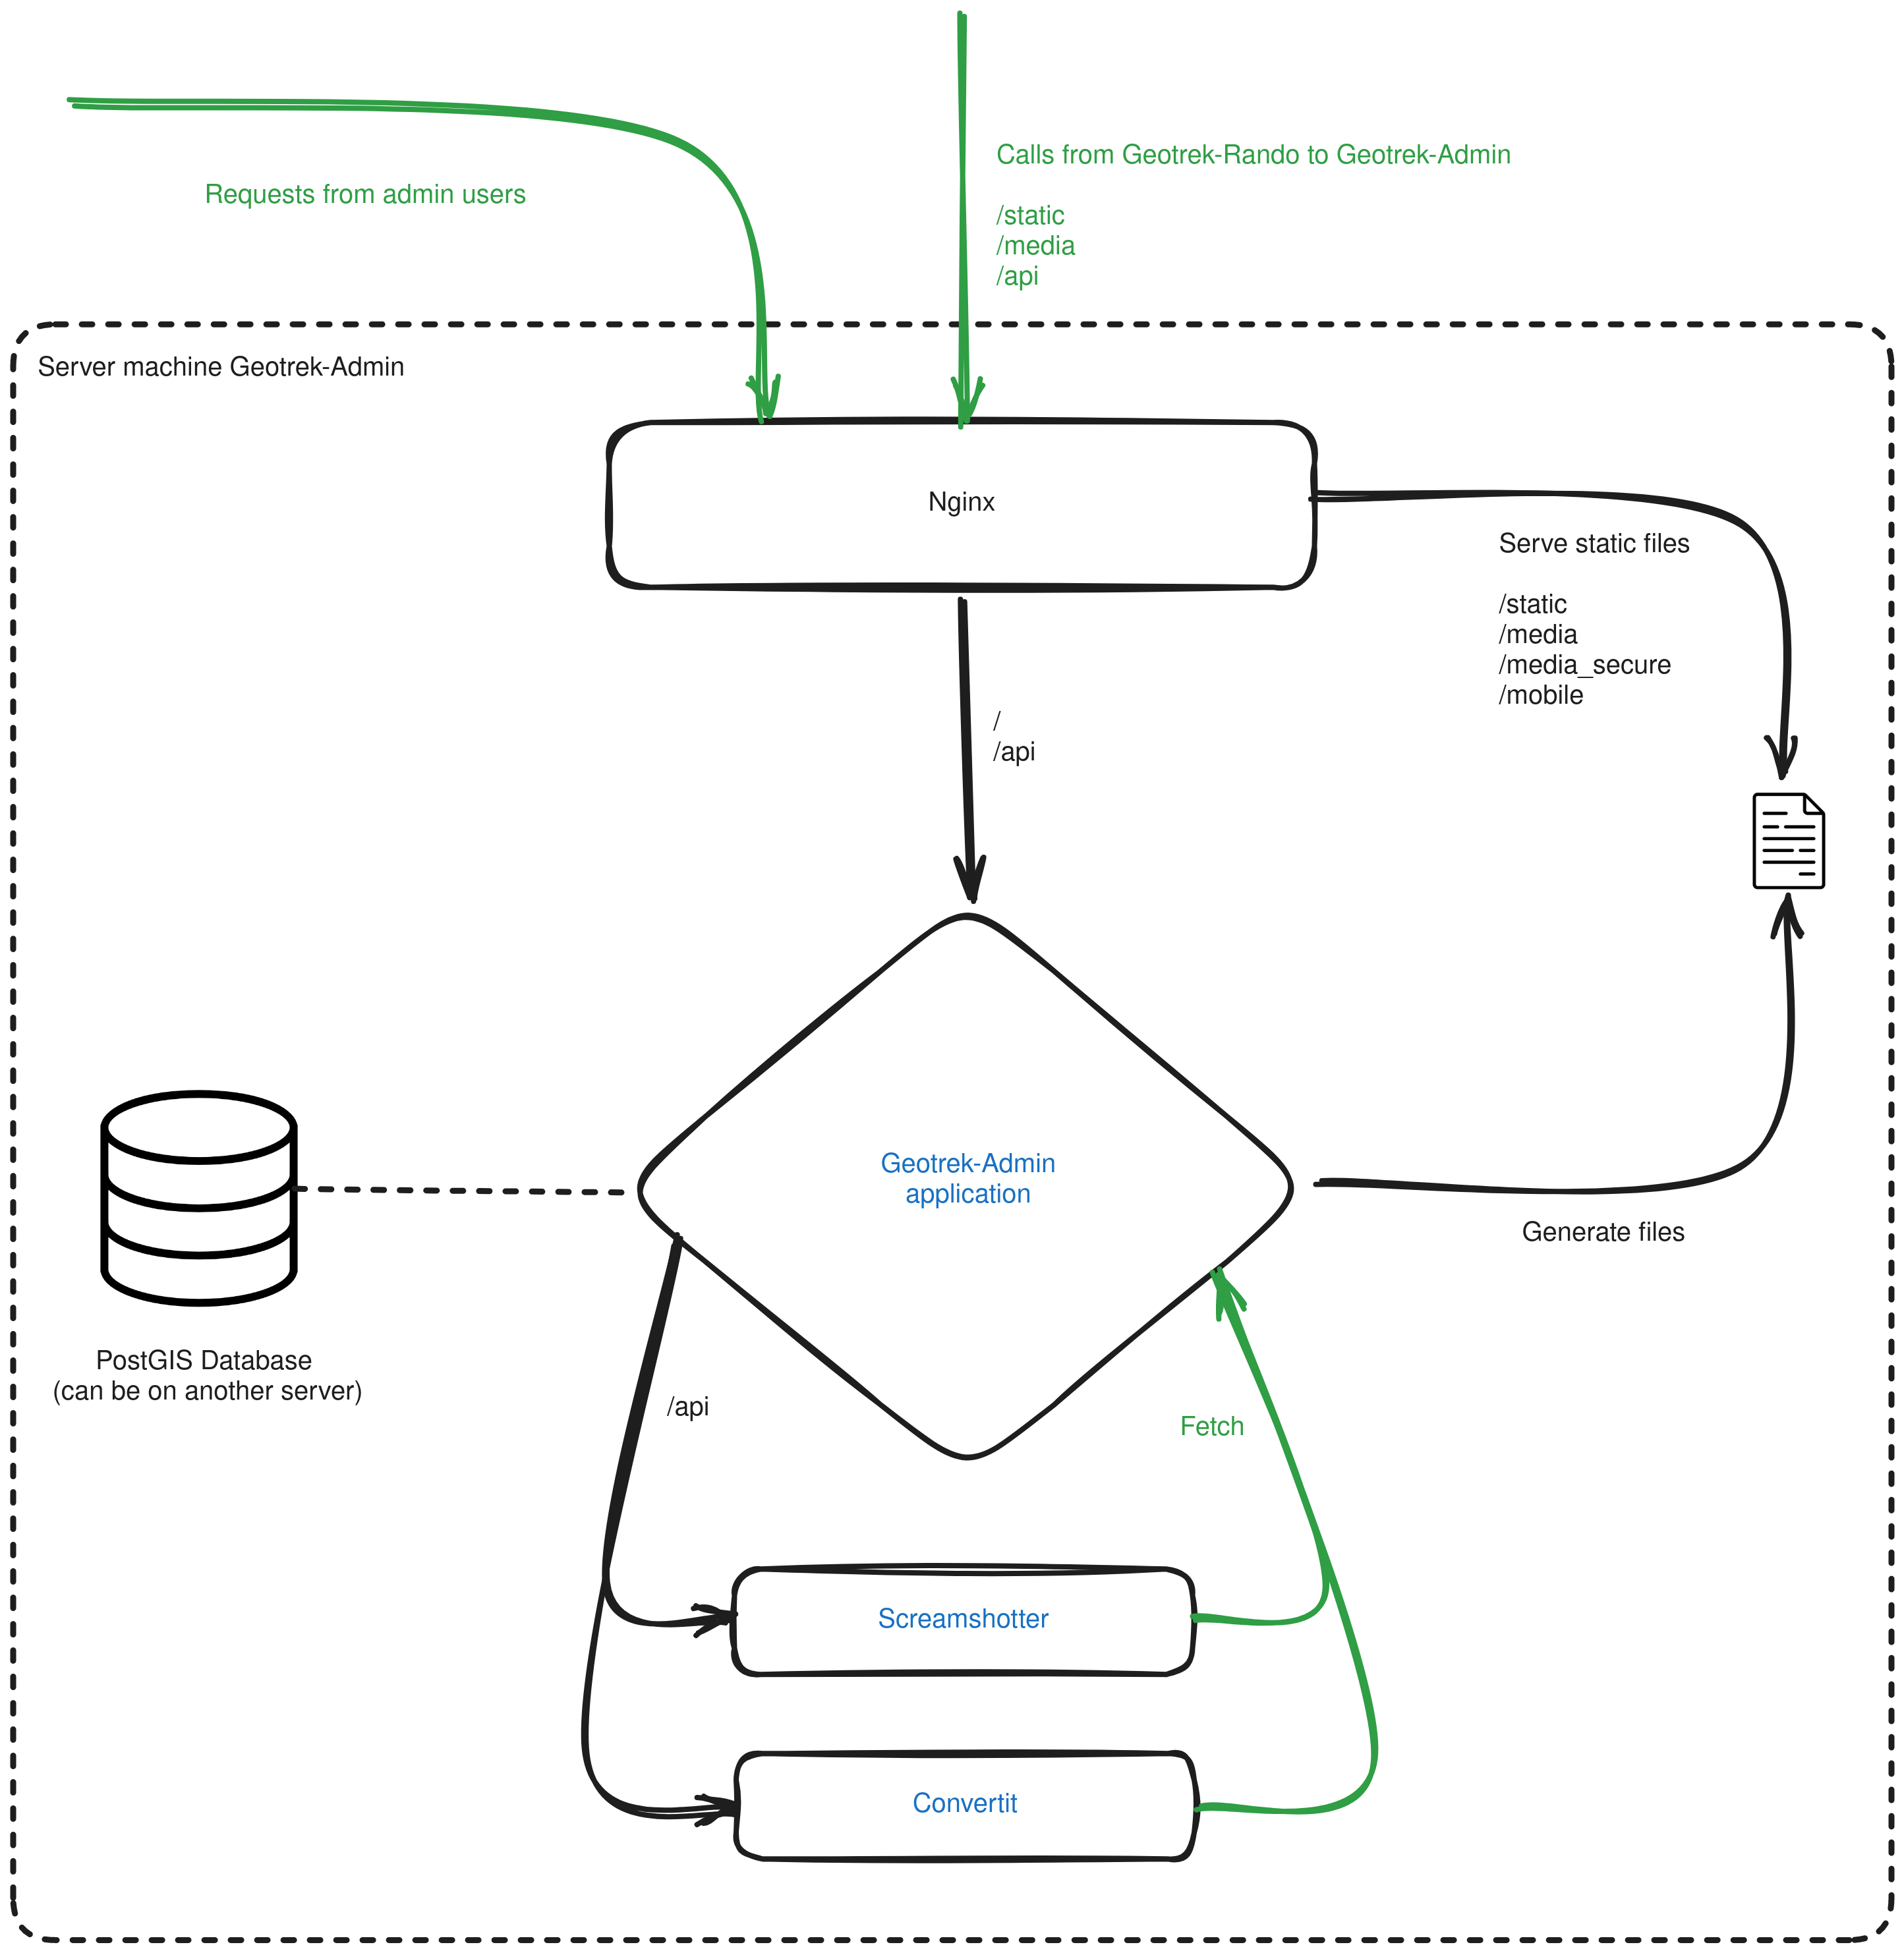 Requests from admin users
Calls from Geotrek-Rando to Geotrek-Admin
/static
/media
/api
Server machine Geotrek-Admin
Nginx
Serve static files
/static
/media
/media_secure
/mobile
/
/api
Geotrek-Admin
application
Generate files
PostGIS Database
(can be on another server)
/api
Fetch
Screamshotter
Convertit